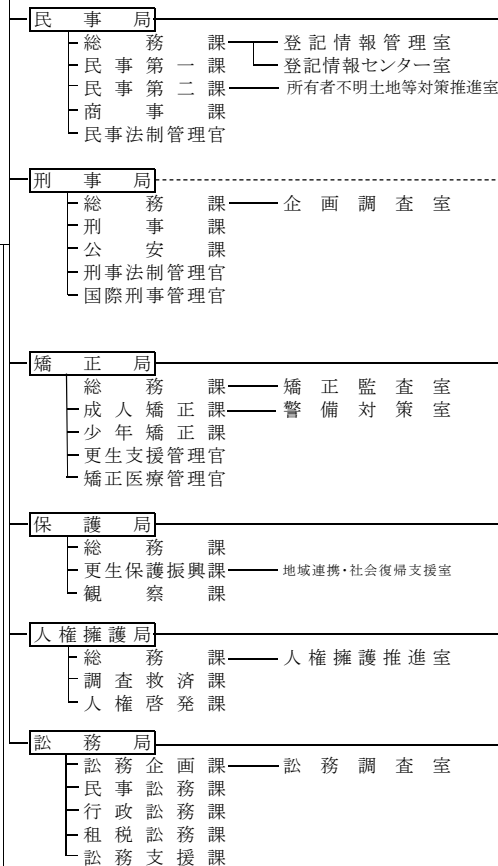 民事局
総務課 登記情報管理室
民事第一課 登記情報センター室
民事第二課 所有者不明土地等対策推進室
商事課
民事法制管理官
刑事局
総務課 企画調査室
刑事課
公安課
刑事法制管理官
国際刑事管理官
矯正局
総務課 矯正監査室
成人矯正課 警備対策室
少年矯正課
更生支援管理官
矯正医療管理官
保護局
総務課
更生保護振興課 地域連携・社会復帰支援室
観察課
人権擁護局
総務課 人権擁護推進室
調査救済課
人権啓発課
訟務局
訟務企画課 訟務調査室
民事訟務課
行政訟務課
租税訟務課
訟務支援課